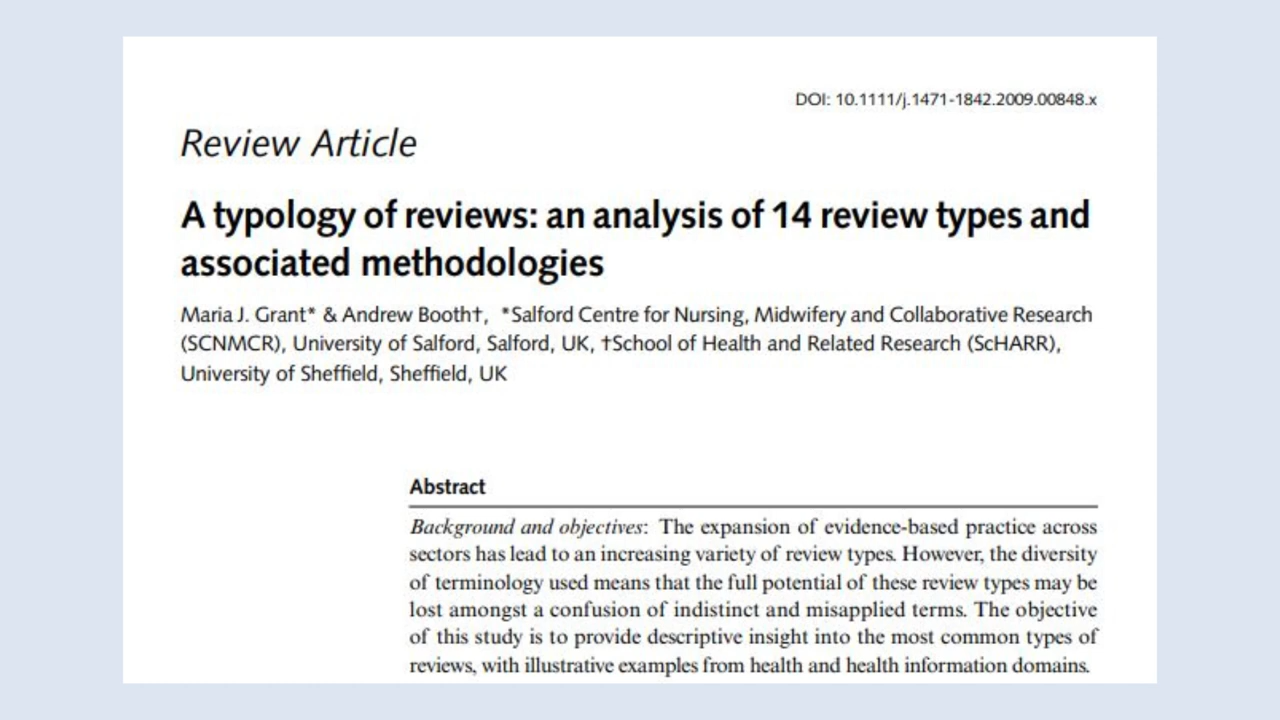 DOI: 10.1111/j.1471-1842.2009.00848.x
Review Article
A typology of reviews: an analysis of 14 review types and
associated methodologies
Maria J. Grant* & Andrew Booth†, *Salford Centre for Nursing, Midwifery and Collaborative Research
(SCNMCR), University of Salford, Salford, UK, †School of Health and Related Research (ScHARR),
University of Sheffield, Sheffield, UK
Abstract
Background and objectives: The expansion of evidence-based practice across
sectors has lead to an increasing variety of review types. However, the diversity
of terminology used means that the full potential of these review types may be
lost amongst a confusion of indistinct and misapplied terms. The objective
of this study is to provide descriptive insight into the most common types of
reviews, with illustrative examples from health and health information domains.